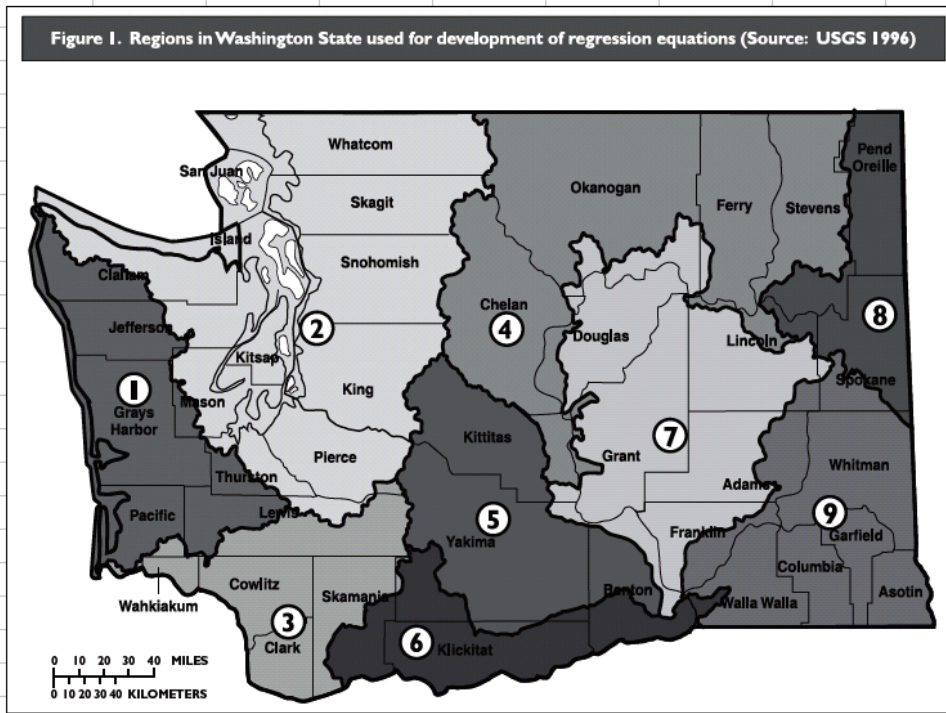 Figure 1. Regions in Washington State used for development of regression equations (Source: USGS 1996)
Whatcom
Pend
Oreille
San Juan
Okanogan
Skagit
Ferry
Stevens
Island
Snohomish
Clallam
Chelan
Jefferson
2
4
Douglas
Lincoln
8
Kitsap
King
Spokane
1
Mason
Grays
Harbor
Kittitas
7
Pierce
Grant
Whitman
Thurston
Adams
Pacific
Lewis
5
9
Yakima
Franklin
Garfield
Columbia
Cowlitz
Skamania
Benton
Asotin
Wahkiakum
Walla Walla
3
Clark
6
Klickitat
0 10 20 40 MILES
0 10 20 30 40 KILOMETERS